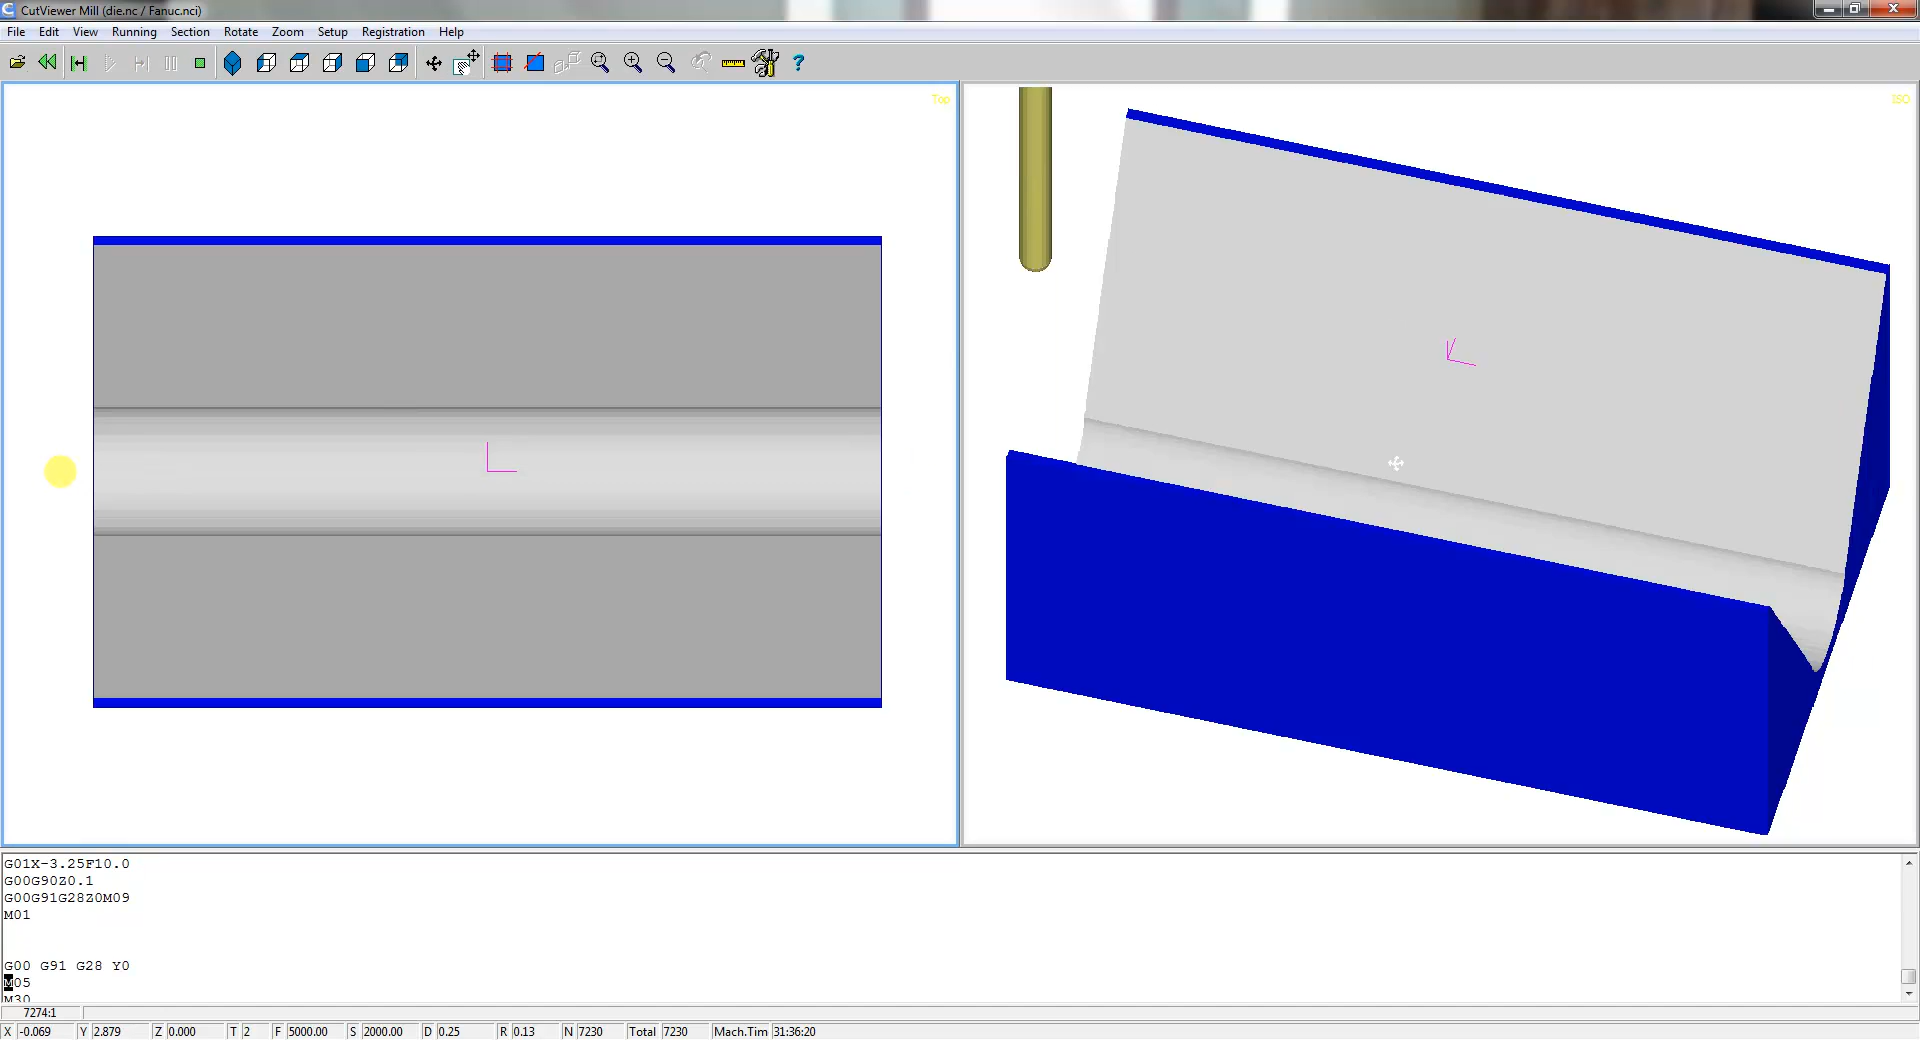 CutViewer Mill (die.nc / Fanuc.nci)
File Edit View Running Section Rotate Zoom Setup Registration Help
Top
ISO
G01X-3.25F10.0
G00G90Z0.1
G00G91G28Z0M09
M01
G00 G91 G28 Y0
M05
M30
7274:1
X -0.069 Y 2.879 Z 0.000 T 2 F 5000.00 S 2000.00 D 0.25 R 0.13 N 7230 Total 7230 Mach.Tim 31:36:20